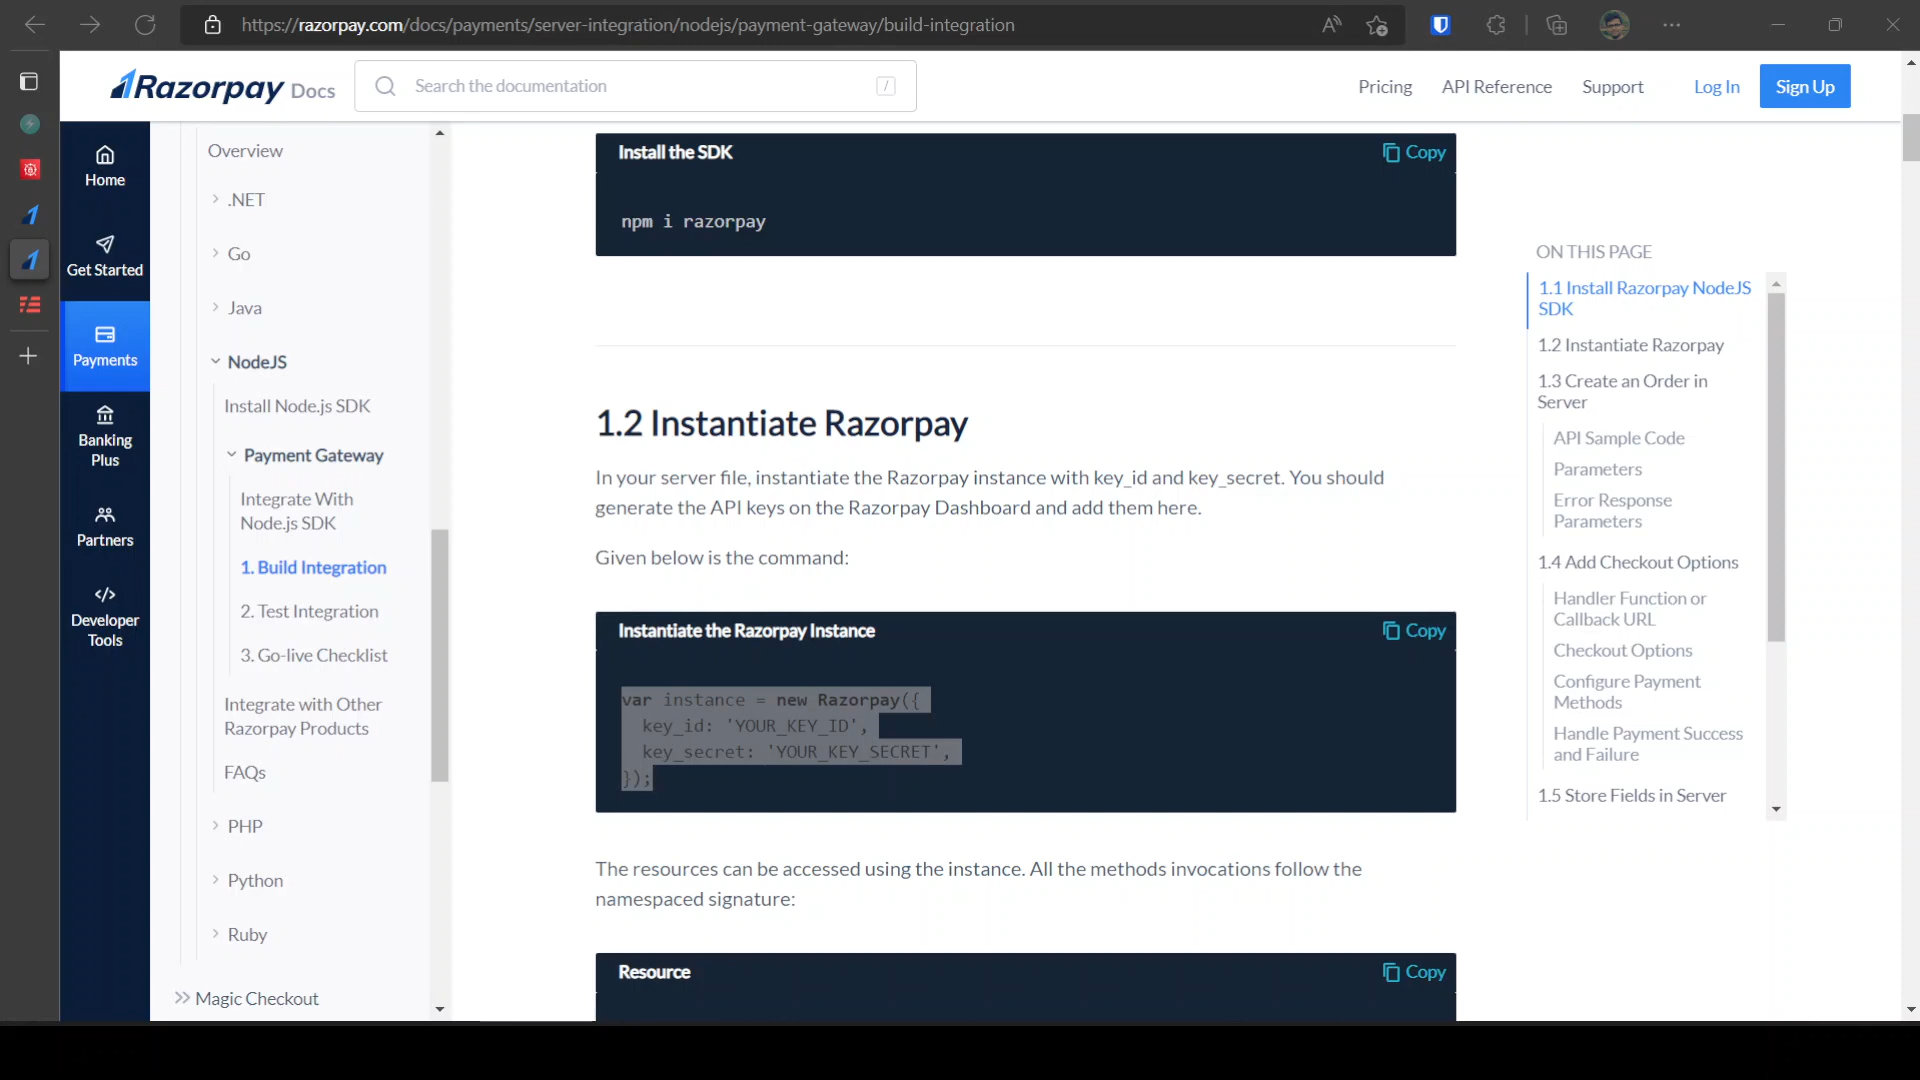 https://razorpay.com/docs/payments/server-integration/nodejs/payment-gateway/build-integration
Razorpay Docs
Search the documentation
/
Pricing
API Reference
Support
Log In
Sign Up
Home
Get Started
Payments
Banking
Plus
Partners
Developer
Tools
Overview
.NET
Go
Java
NodeJS
Install Node.js SDK
Payment Gateway
Integrate With
Node.js SDK
1. Build Integration
2. Test Integration
3. Go-live Checklist
Integrate with Other
Razorpay Products
FAQs
PHP
Python
Ruby
Magic Checkout
Install the SDK
Copy
npm i razorpay
1.2 Instantiate Razorpay
In your server file, instantiate the Razorpay instance with key_id and key_secret. You should
generate the API keys on the Razorpay Dashboard and add them here.
Given below is the command:
Instantiate the Razorpay Instance
Copy
var instance = new Razorpay({
key_id: 'YOUR_KEY_ID',
key_secret: 'YOUR_KEY_SECRET',
});
The resources can be accessed using the instance. All the methods invocations follow the
namespaced signature:
Resource
Copy
ON THIS PAGE
1.1 Install Razorpay NodeJS
SDK
1.2 Instantiate Razorpay
1.3 Create an Order in
Server
API Sample Code
Parameters
Error Response
Parameters
1.4 Add Checkout Options
Handler Function or
Callback URL
Checkout Options
Configure Payment
Methods
Handle Payment Success
and Failure
1.5 Store Fields in Server